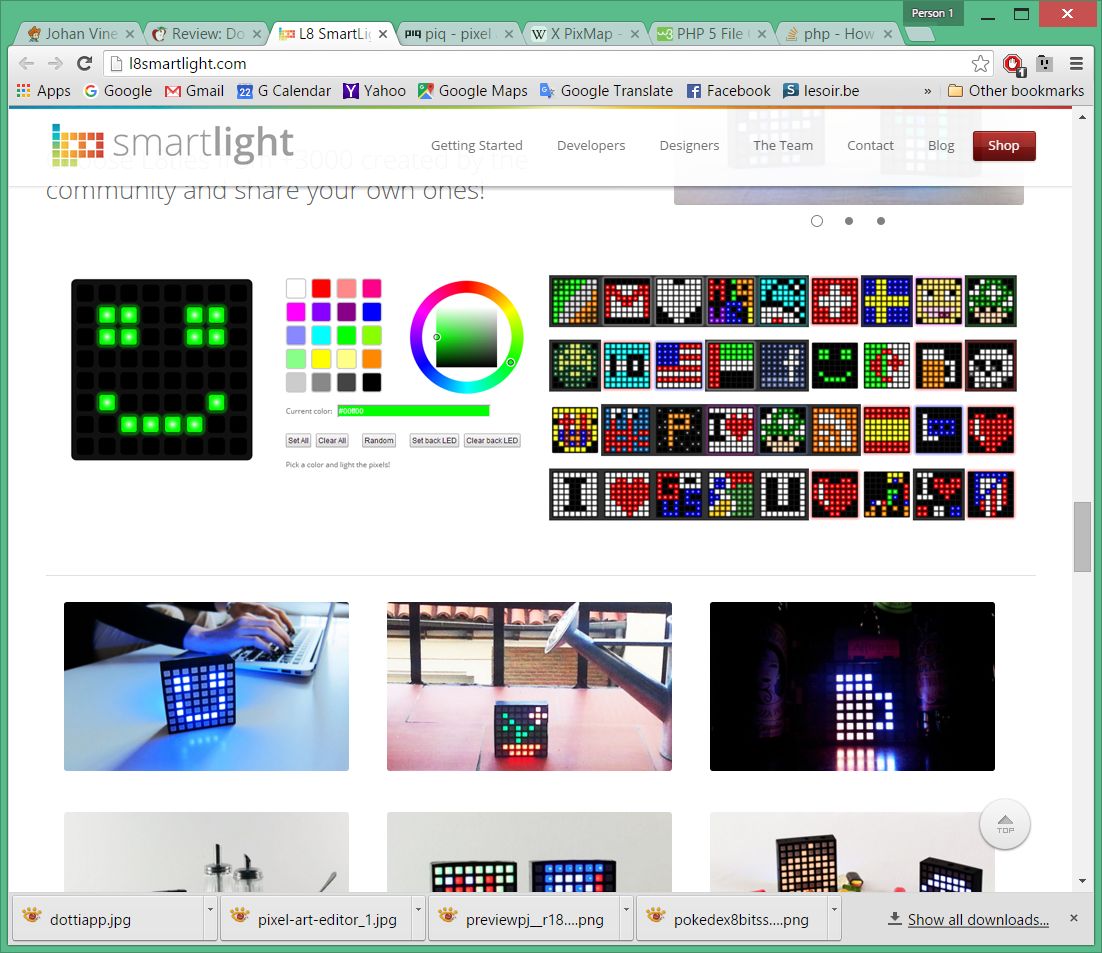 Person 1
Johan Vine
Review: Do
L8 SmartLi
piq - pixel
X PixMap -
PHP 5 File
php - How
l8smartlight.com
Apps Google Gmail G Calendar Yahoo Google Maps Google Translate Facebook lesoir.be » Other bookmarks
smartlight
Getting Started Developers Designers The Team Contact Blog Shop
3000 created by the
community and share your own ones!
Current color: #00ff00
Set All Clear All Random Set back LED Clear back LED
Pick a color and light the pixels!
TOP
dottiapp.jpg
pixel-art-editor_1.jpg
previewpj__r18....png
pokedex8bitss....png
Show all downloads...